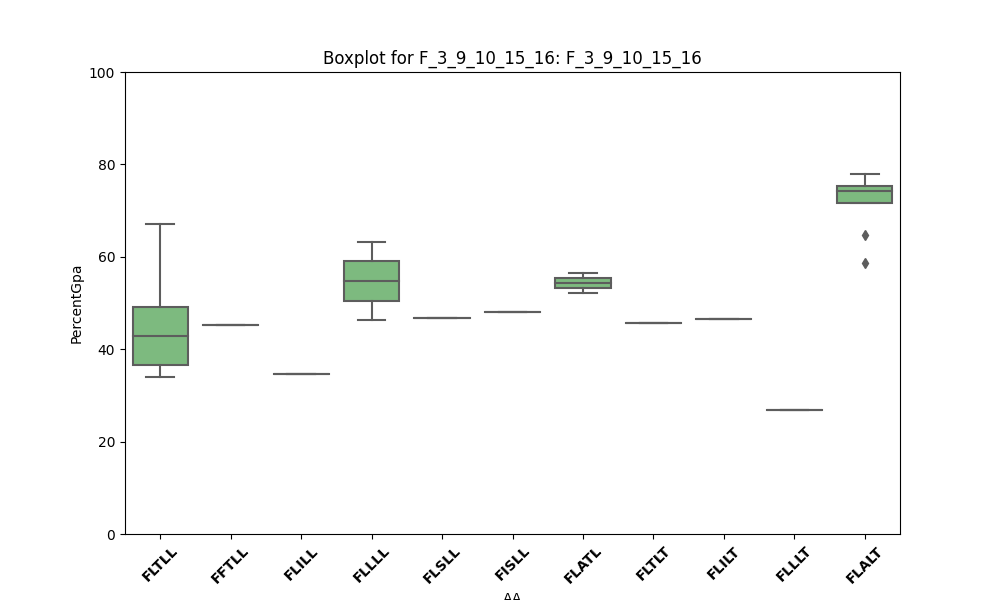 Boxplot for F_3_9_10_15_16: F_3_9_10_15_16
100
80
60
40
20
0
PercentGpa
FLTLL
FFTLL
FLILL
FLLLL
FLSLL
FISLL
FLATL
FLTLT
FLILT
FLLLT
FLALT
AA